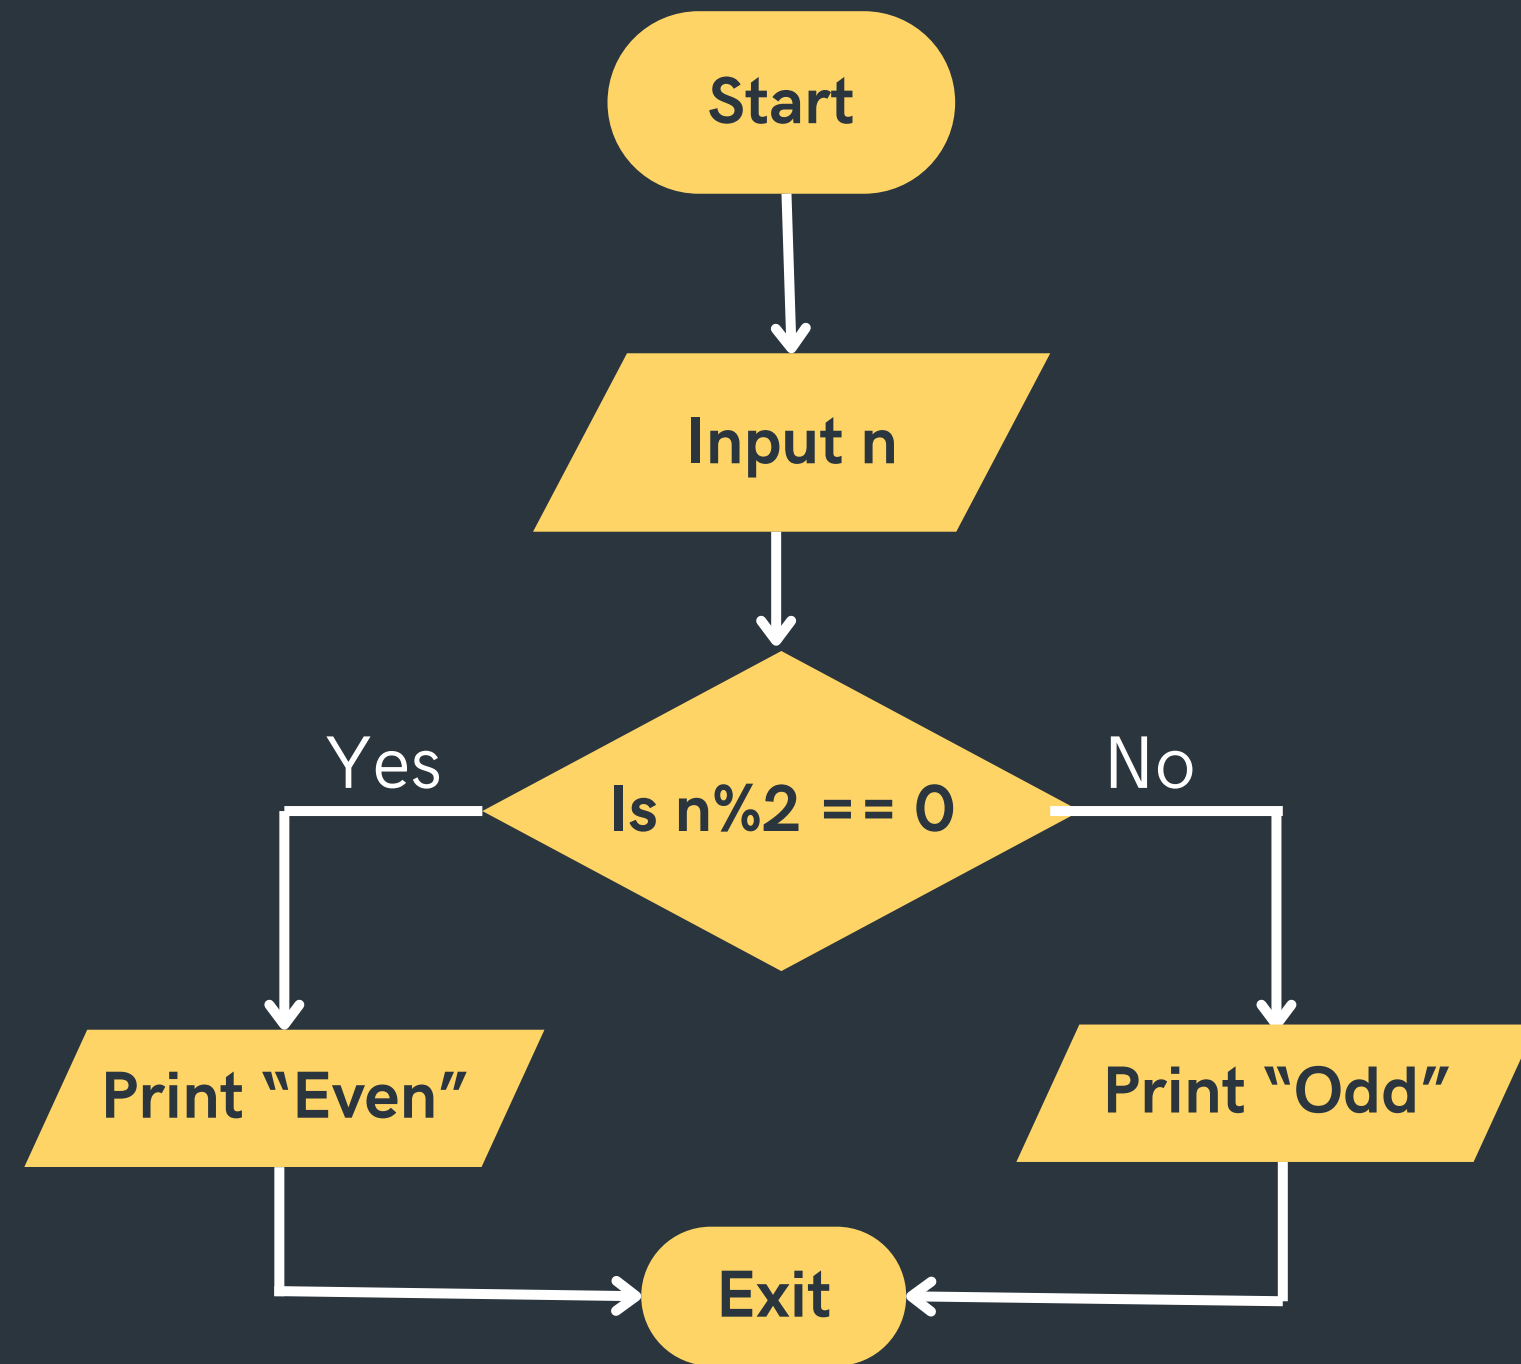 Start
Input n
Yes
Is n%2 == 0
No
Print “Even”
Print “Odd”
Exit